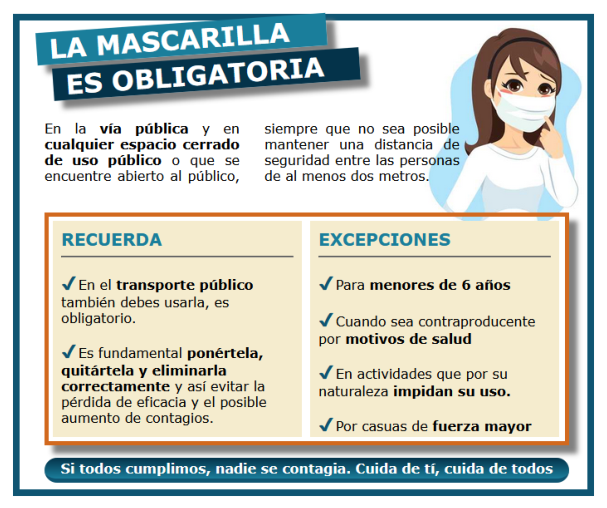 LA MASCARILLA
ES OBLIGATORIA
En la vía pública y en
cualquier espacio cerrado
de uso público o que se
encuentre abierto al público,
siempre que no sea posible
mantener una distancia de
seguridad entre las personas
de al menos dos metros.
RECUERDA
✓En el transporte público
también debes usarla, es
obligatorio.
✓Es fundamental ponértela,
quitártela y eliminarla
correctamente y así evitar la
pérdida de eficacia y el posible
aumento de contagios.
EXCEPCIONES
✓Para menores de 6 años
✓Cuando sea contraproducente
por motivos de salud
✓En actividades que por su
naturaleza impidan su uso.
✓Por casuas de fuerza mayor
Si todos cumplimos, nadie se contagia. Cuida de tí, cuida de todos